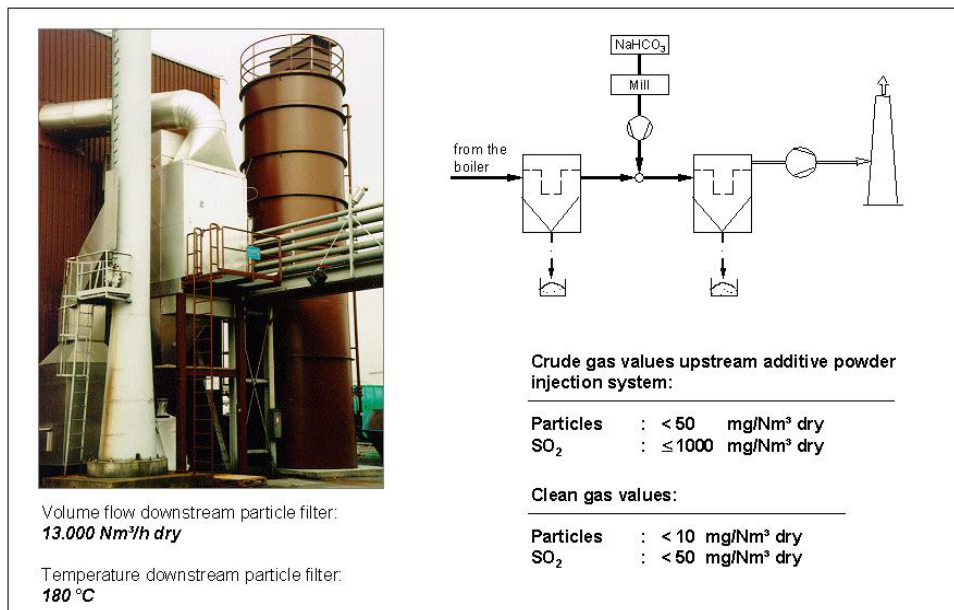 NaHCO₃
Mill
from the
boiler
Crude gas values upstream additive powder
injection system:
Particles : < 50 mg/Nm³ dry
SO₂ : ≤ 1000 mg/Nm³ dry
Clean gas values:
Particles : < 10 mg/Nm³ dry
SO₂ : < 50 mg/Nm³ dry
Volume flow downstream particle filter:
13.000 Nm³/h dry
Temperature downstream particle filter:
180 °C